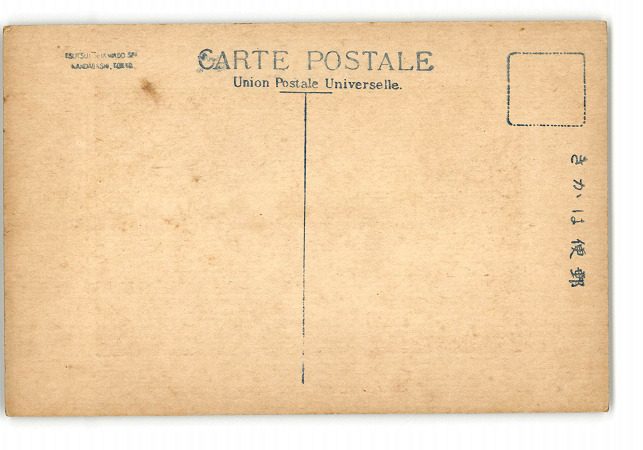 CARTE POSTALE
Union Postale Universelle.
郵便はかき